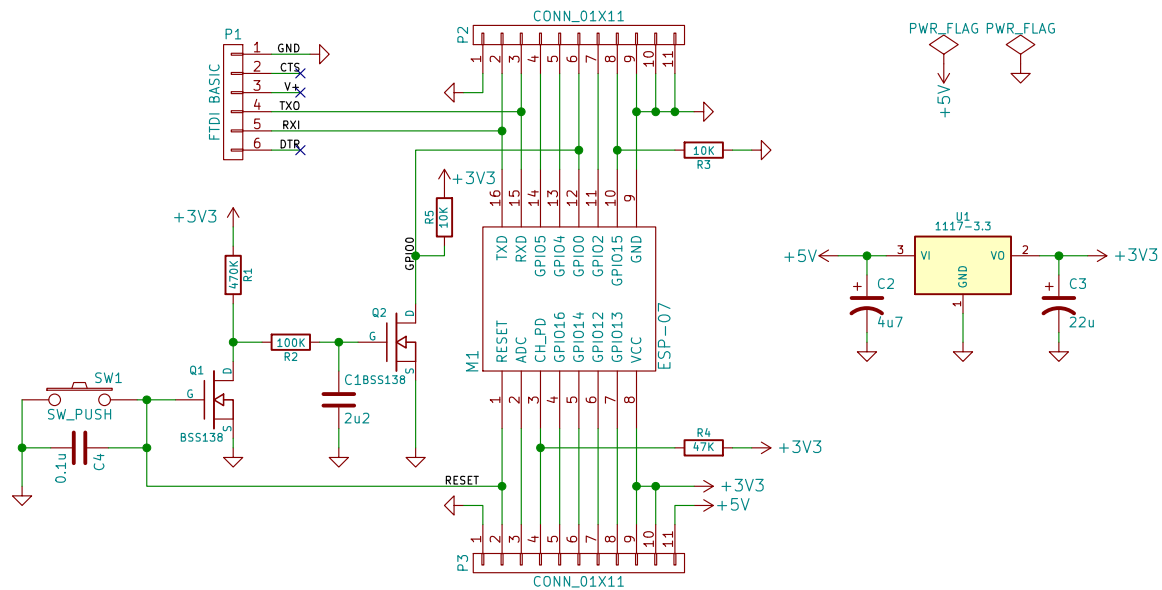 CONN_01X11
P2
1
2
3
4
5
6
7
8
9
10
11
PWR_FLAG PWR_FLAG
+5V
P1
FTDI BASIC
1 GND
2 CTS
3 V+
4 TXO
5 RXI
6 DTR
10K
R3
+3V3
R5
10K
GPIO0
+3V3
470K
R1
100K
R2
Q2
D
G
S
BSS138
C1
2u2
Q1
D
G
S
BSS138
SW1
SW_PUSH
0.1u
C4
RESET
16
15
14
13
12
11
10
9
TXD
RXD
GPIO5
GPIO4
GPIO0
GPIO2
GPIO15
GND
M1
ESP-07
RESET
ADC
CH_PD
GPIO16
GPIO14
GPIO12
GPIO13
VCC
1
2
3
4
5
6
7
8
R4
47K
+3V3
+3V3
+5V
1
2
3
4
5
6
7
8
9
10
11
P3
CONN_01X11
U1
1117-3.3
+5V
3
VI
VO
2
+3V3
GND
1
+
C2
4u7
+
C3
22u